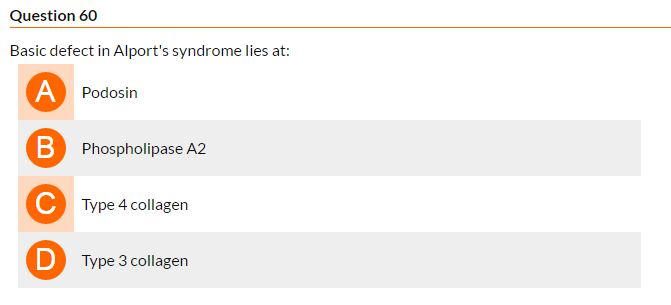 Question 60
Basic defect in Alport's syndrome lies at:
A Podosin
B Phospholipase A2
C Type 4 collagen
D Type 3 collagen